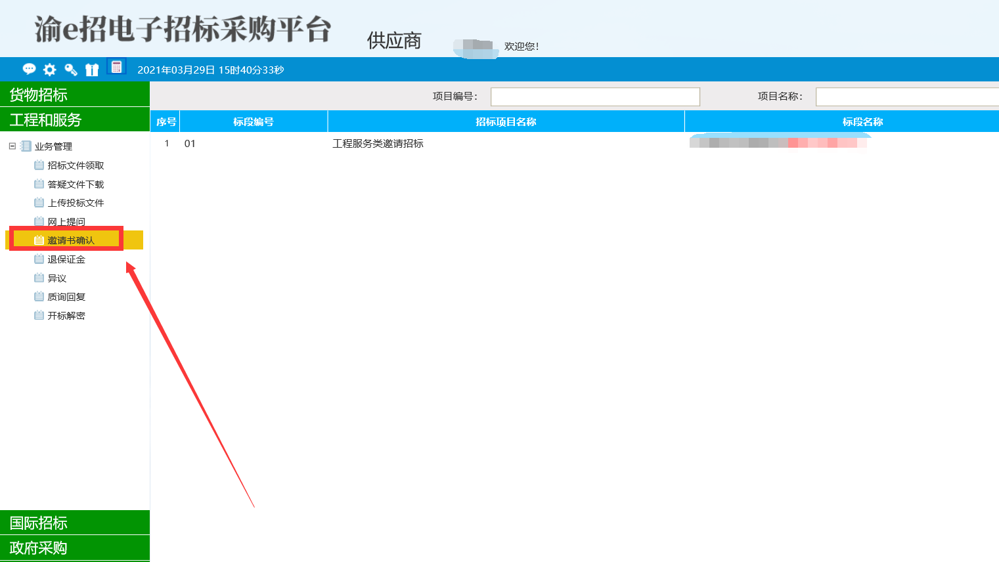 渝e招电子招标采购平台
供应商
欢迎您！
2021年03月29日 15时40分33秒
货物招标
工程和服务
业务管理
招标文件领取
答疑文件下载
上传投标文件
网上提问
邀请书确认
退保证金
异议
质询回复
开标解密
国际招标
政府采购
项目编号： 项目名称：
序号 标段编号 招标项目名称 标段名称
1 01 工程服务类邀请招标